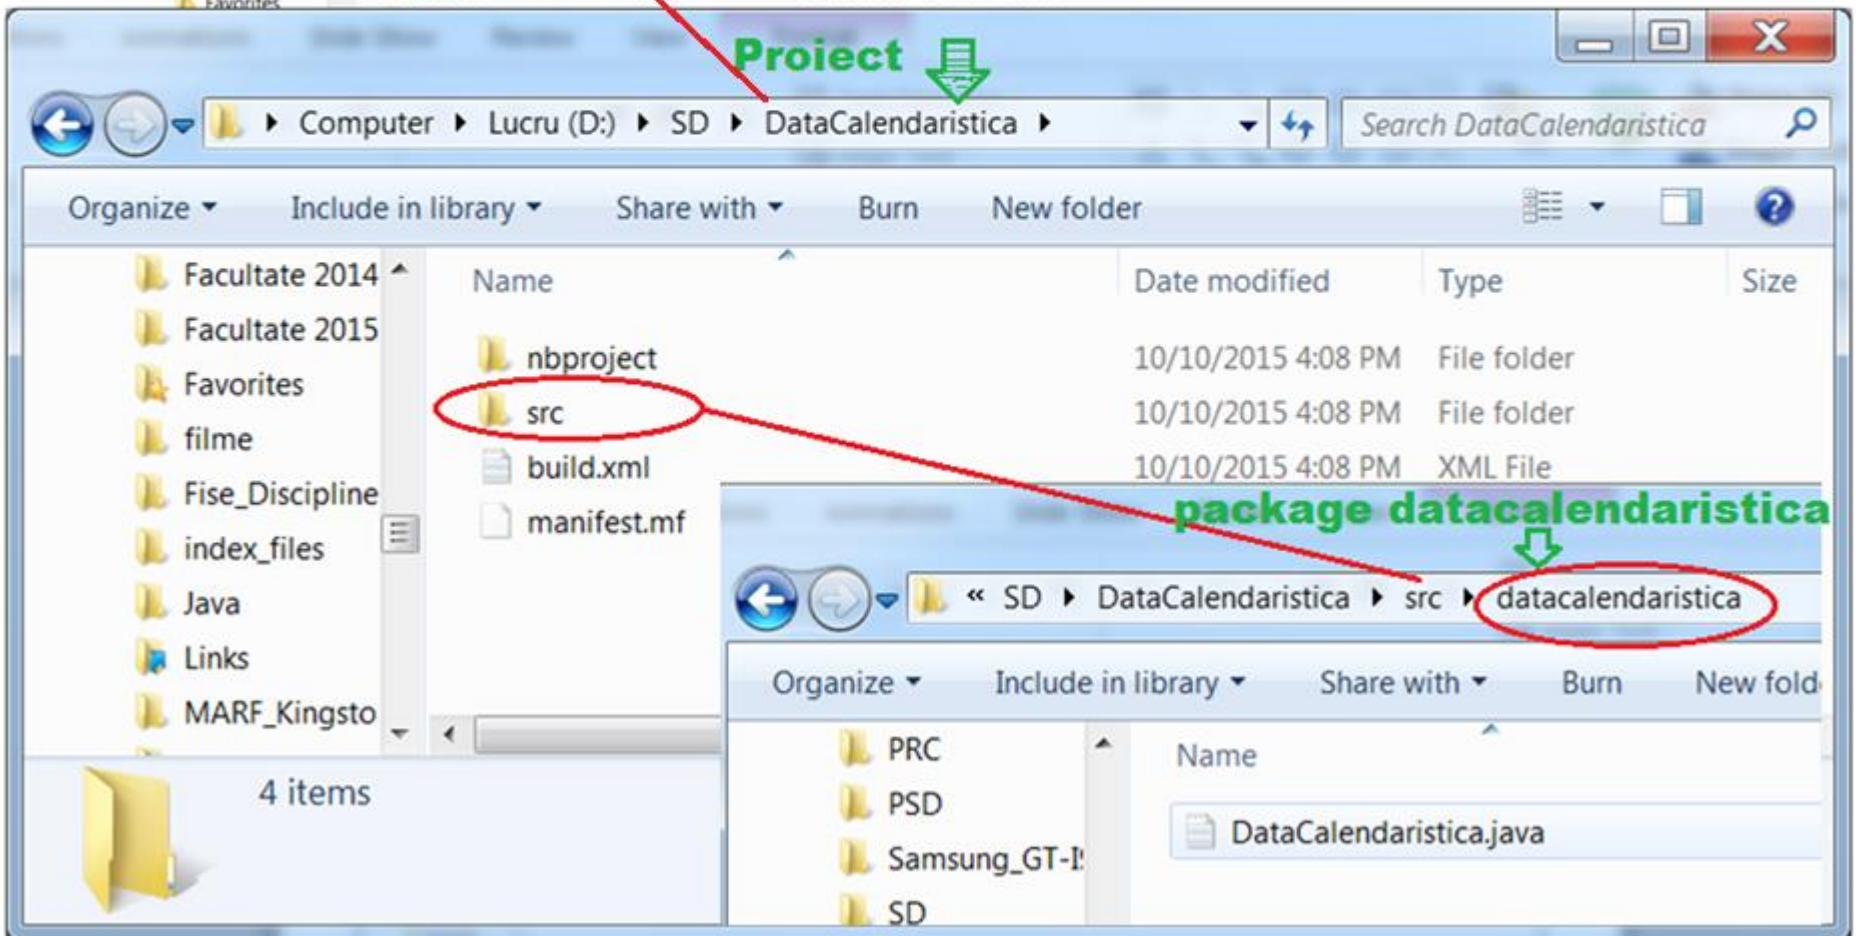 Favorites
Proiect
Computer Lucru (D:) SD DataCalendaristica
Search DataCalendaristica
Organize Include in library Share with Burn New folder
Facultate 2014
Facultate 2015
Favorites
filme
Fise_Discipline
index_files
Java
Links
MARF_Kingsto
Name Date modified Type Size
nbproject 10/10/2015 4:08 PM File folder
src 10/10/2015 4:08 PM File folder
build.xml 10/10/2015 4:08 PM XML File
manifest.mf
4 items
package datacalendaristica
« SD DataCalendaristica src datacalendaristica
Organize Include in library Share with Burn New fold
PRC
PSD
Samsung_GT-I9
SD
Name
DataCalendaristica.java